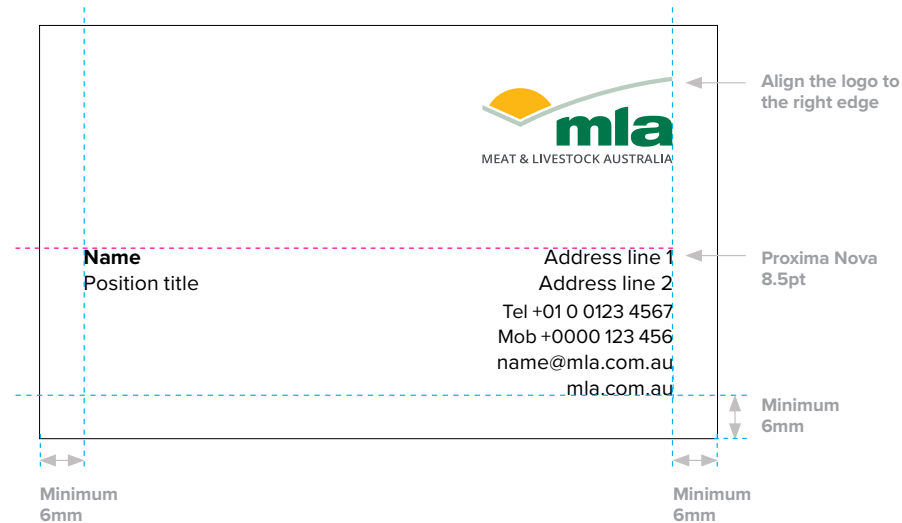 Align the logo to
the right edge
mla
MEAT & LIVESTOCK AUSTRALIA
Name
Position title
Address line 1
Address line 2
Tel +01 0 0123 4567
Mob +0000 123 456
name@mla.com.au
mla.com.au
Proxima Nova
8.5pt
Minimum
6mm
Minimum
6mm
Minimum
6mm